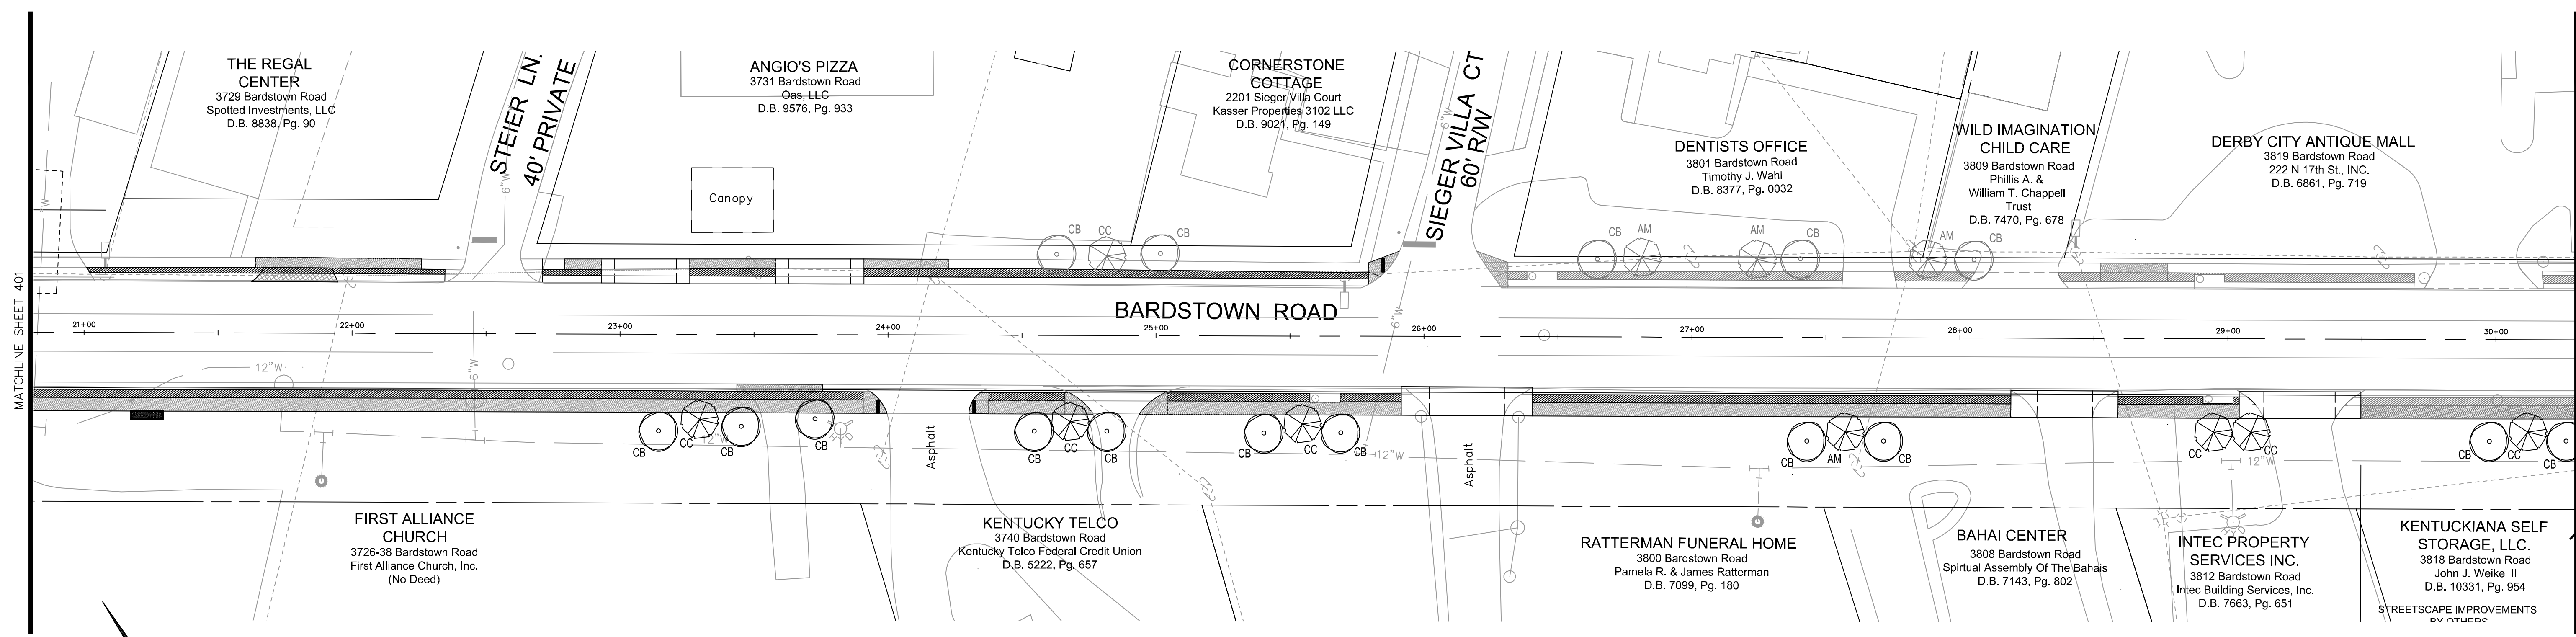 MATCHLINE SHEET 401
THE REGAL
CENTER
3729 Bardstown Road
Spotted Investments, LLC
D.B. 8838, Pg. 90
STEIER LN.
40' PRIVATE
6"W
"W
ANGIO'S PIZZA
3731 Bardstown Road
Oas, LLC
D.B. 9576, Pg. 933
Canopy
CORNERSTONE
COTTAGE
2201 Sieger Villa Court
Kasser Properties 3102 LLC
D.B. 9021, Pg. 149
CB
CC
CB
SIEGER VILLA CT
60' R/W
6"W
DENTISTS OFFICE
3801 Bardstown Road
Timothy J. Wahl
D.B. 8377, Pg. 0032
CB
AM
AM
CB
WILD IMAGINATION
CHILD CARE
3809 Bardstown Road
Phillis A. &
William T. Chappell
Trust
D.B. 7470, Pg. 678
AM
CB
DERBY CITY ANTIQUE MALL
3819 Bardstown Road
222 N 17th St., INC.
D.B. 6861, Pg. 719
BARDSTOWN ROAD
6"W
21+00
22+00
23+00
24+00
25+00
26+00
27+00
28+00
29+00
30+00
12"W
6"W
CB
CC
12"W
CB
CB
Asphalt
CB
CC
CB
CB
CC
CB
12"W
Asphalt
CB
AM
CB
CC
CC
12"W
CB
CC
CB
FIRST ALLIANCE
CHURCH
3726-38 Bardstown Road
First Alliance Church, Inc.
(No Deed)
KENTUCKY TELCO
3740 Bardstown Road
Kentucky Telco Federal Credit Union
D.B. 5222, Pg. 657
RATTERMAN FUNERAL HOME
3800 Bardstown Road
Pamela R. & James Ratterman
D.B. 7099, Pg. 180
BAHAI CENTER
3808 Bardstown Road
Spirtual Assembly Of The Bahais
D.B. 7143, Pg. 802
INTEC PROPERTY
SERVICES INC.
3812 Bardstown Road
Intec Building Services, Inc.
D.B. 7663, Pg. 651
KENTUCKIANA SELF
STORAGE, LLC.
3818 Bardstown Road
John J. Weikel II
D.B. 10331, Pg. 954
STREETSCAPE IMPROVEMENTS
BY OTHERS